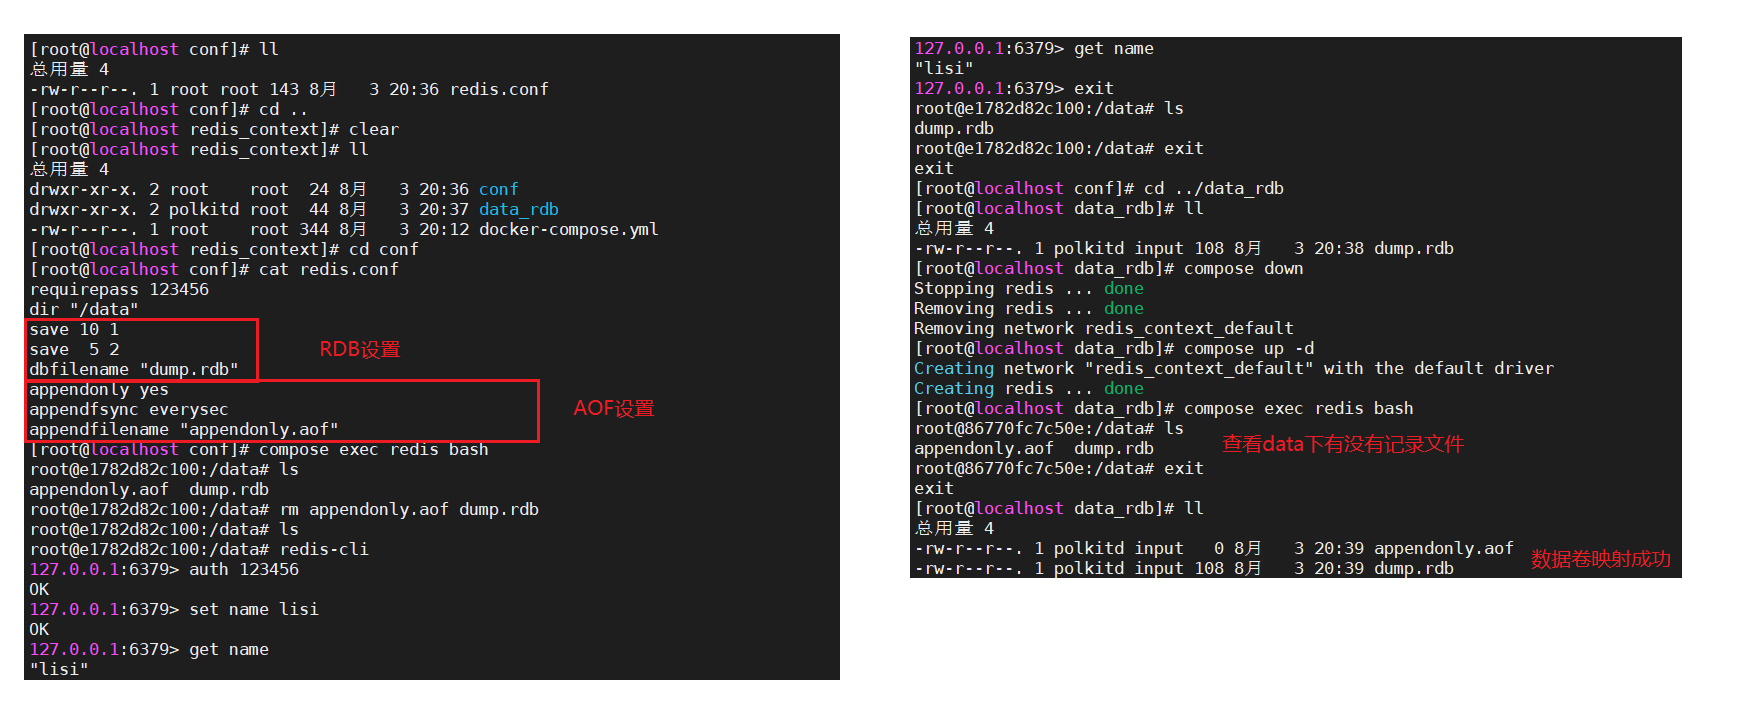 [root@localhost conf]# ll
总用量 4
-rw-r--r--. 1 root root 143 8月   3 20:36 redis.conf
[root@localhost conf]# cd ..
[root@localhost redis_context]# clear
[root@localhost redis_context]# ll
总用量 4
drwxr-xr-x. 2 root    root  24 8月   3 20:36 conf
drwxr-xr-x. 2 polkitd root  44 8月   3 20:37 data_rdb
-rw-r--r--. 1 root    root 344 8月   3 20:12 docker-compose.yml
[root@localhost redis_context]# cd conf
[root@localhost conf]# cat redis.conf
requirepass 123456
dir "/data"
save 10 1
save  5 2
RDB设置
dbfilename "dump.rdb"
appendonly yes
appendfsync everysec
AOF设置
appendfilename "appendonly.aof"
[root@localhost conf]# compose exec redis bash
root@e1782d82c100:/data# ls
appendonly.aof  dump.rdb
root@e1782d82c100:/data# rm appendonly.aof dump.rdb
root@e1782d82c100:/data# ls
root@e1782d82c100:/data# redis-cli
127.0.0.1:6379> auth 123456
OK
127.0.0.1:6379> set name lisi
OK
127.0.0.1:6379> get name
"lisi"
127.0.0.1:6379> get name
"lisi"
127.0.0.1:6379> exit
root@e1782d82c100:/data# ls
dump.rdb
root@e1782d82c100:/data# exit
exit
[root@localhost conf]# cd ../data_rdb
[root@localhost data_rdb]# ll
总用量 4
-rw-r--r--. 1 polkitd input 108 8月   3 20:38 dump.rdb
[root@localhost data_rdb]# compose down
Stopping redis ... done
Removing redis ... done
Removing network redis_context_default
[root@localhost data_rdb]# compose up -d
Creating network "redis_context_default" with the default driver
Creating redis ... done
[root@localhost data_rdb]# compose exec redis bash
root@86770fc7c50e:/data# ls
查看data下有没有记录文件
appendonly.aof  dump.rdb
root@86770fc7c50e:/data# exit
exit
[root@localhost data_rdb]# ll
总用量 4
-rw-r--r--. 1 polkitd input   0 8月   3 20:39 appendonly.aof
数据卷映射成功
-rw-r--r--. 1 polkitd input 108 8月   3 20:39 dump.rdb